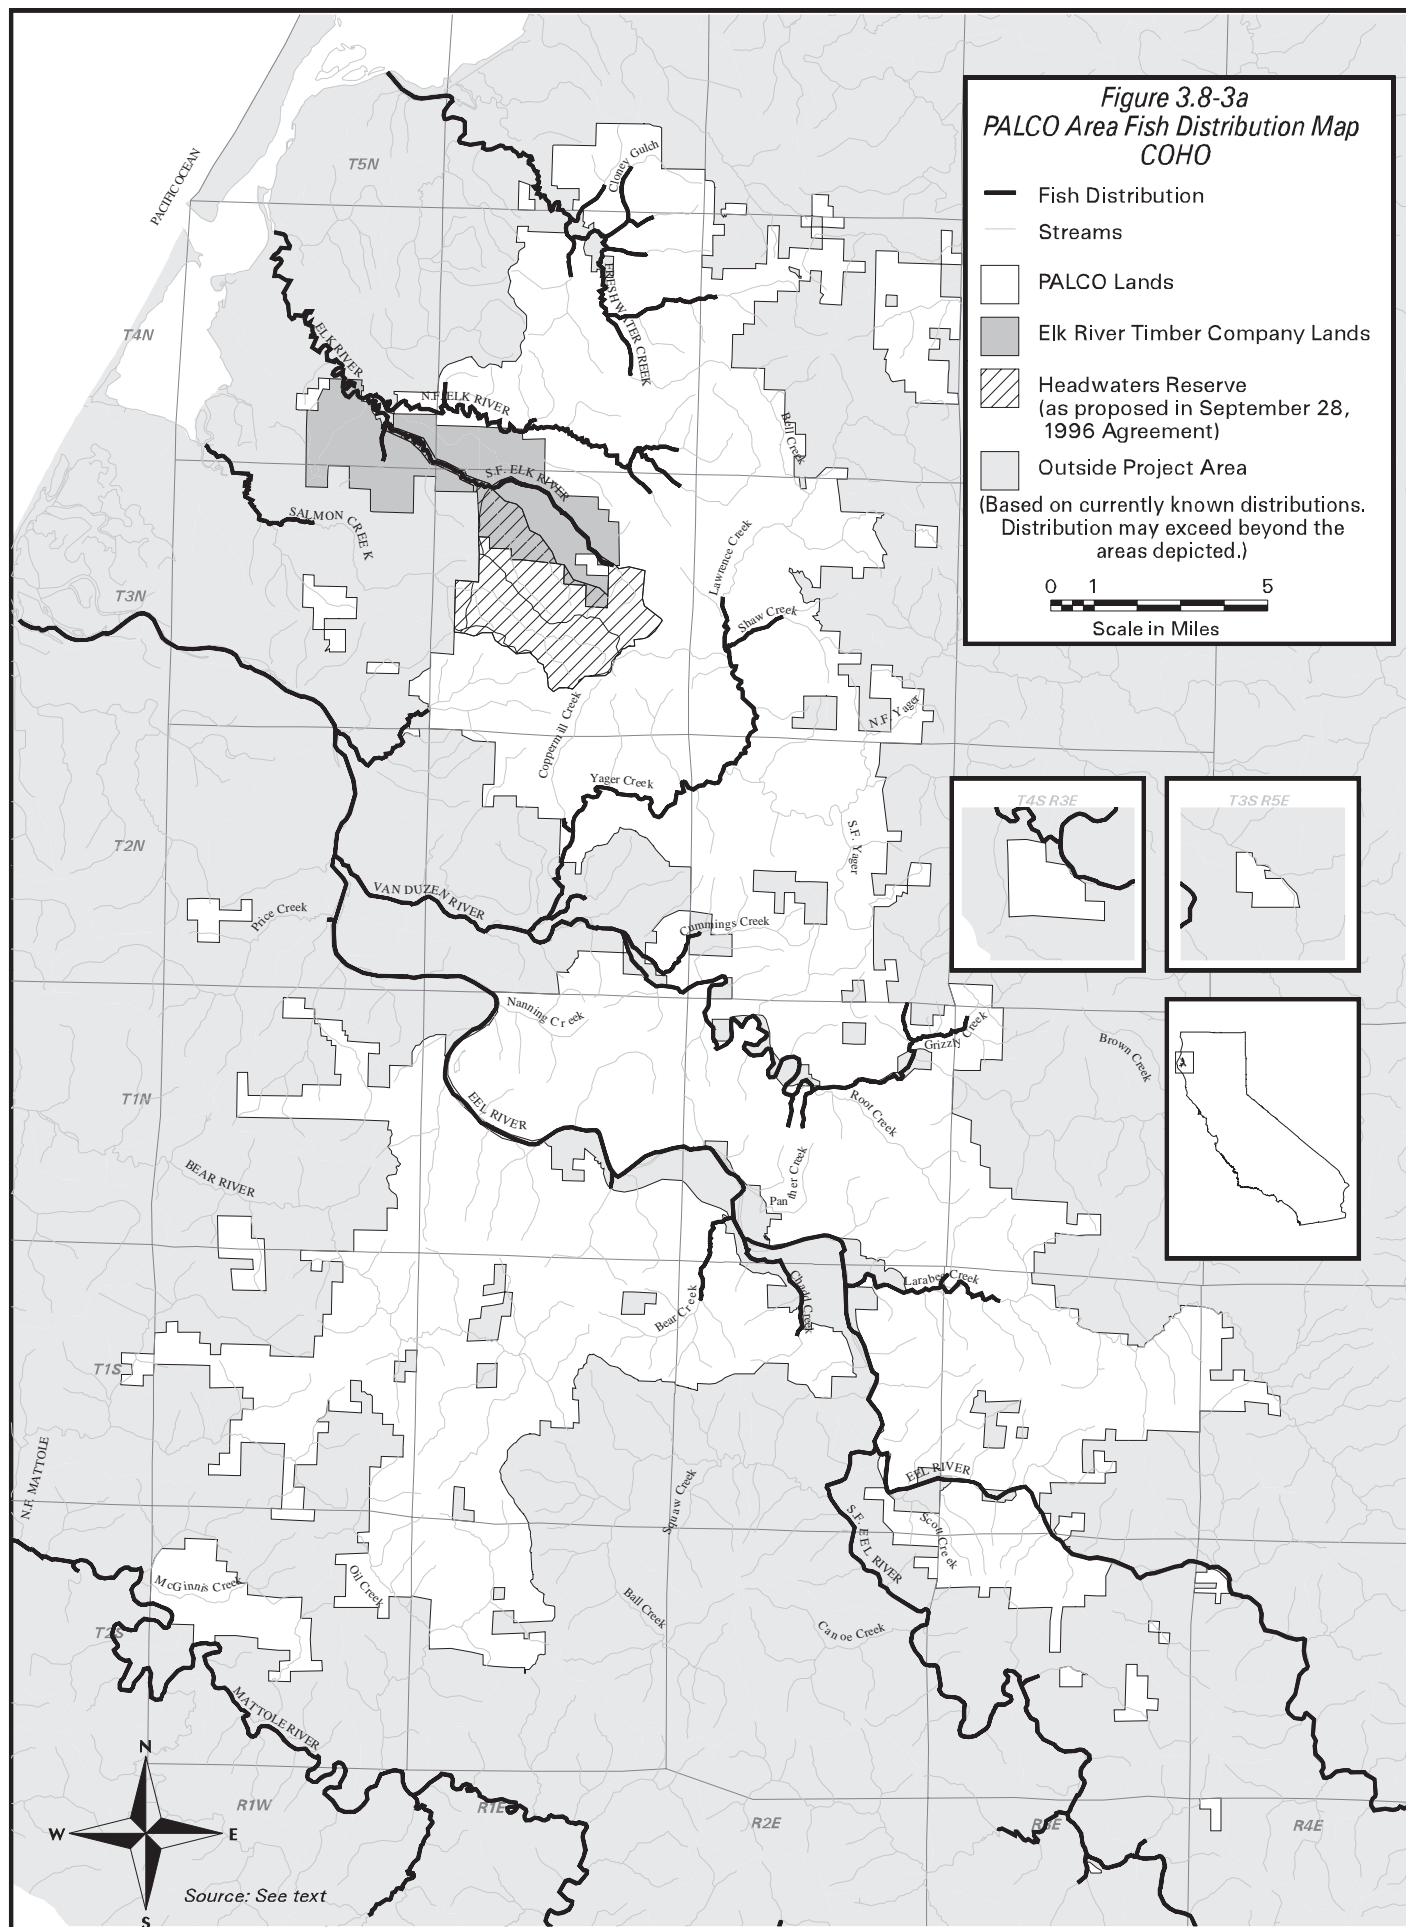 Figure 3.8-3a
PALCO Area Fish Distribution Map
COHO
Fish Distribution
Streams
PALCO Lands
Elk River Timber Company Lands
Headwaters Reserve
(as proposed in September 28,
1996 Agreement)
Outside Project Area
(Based on currently known distributions.
Distribution may exceed beyond the
areas depicted.)
0 1 5
Scale in Miles
PACIFIC OCEAN
T5N
Cloney Gulch
FRESHWATER CREEK
T4N
ELK RIVER
N.F. ELK RIVER
Bell Creek
S.F. ELK RIVER
SALMON CREEK
Lawrence Creek
T3N
Shaw Creek
N.F. Yager
Coppermill Creek
Yager Creek
T4S R3E
T3S R5E
T2N
S.F. Yager
VAN DUZEN RIVER
Price Creek
Cummings Creek
Nanning Creek
Grizzly Creek
Brown Creek
T1N
Root Creek
EEL RIVER
BEAR RIVER
Panther Creek
Larabee Creek
Chadd Creek
Bear Creek
T1S
N.F. MATTOLE
EEL RIVER
Squaw Creek
S.F. EEL RIVER
Scott Creek
McGinnis Creek
Oil Creek
Ball Creek
Canoe Creek
T2S
MATTOLE RIVER
N
W E
S
R1W
R1E
R2E
R3E
R4E
Source: See text